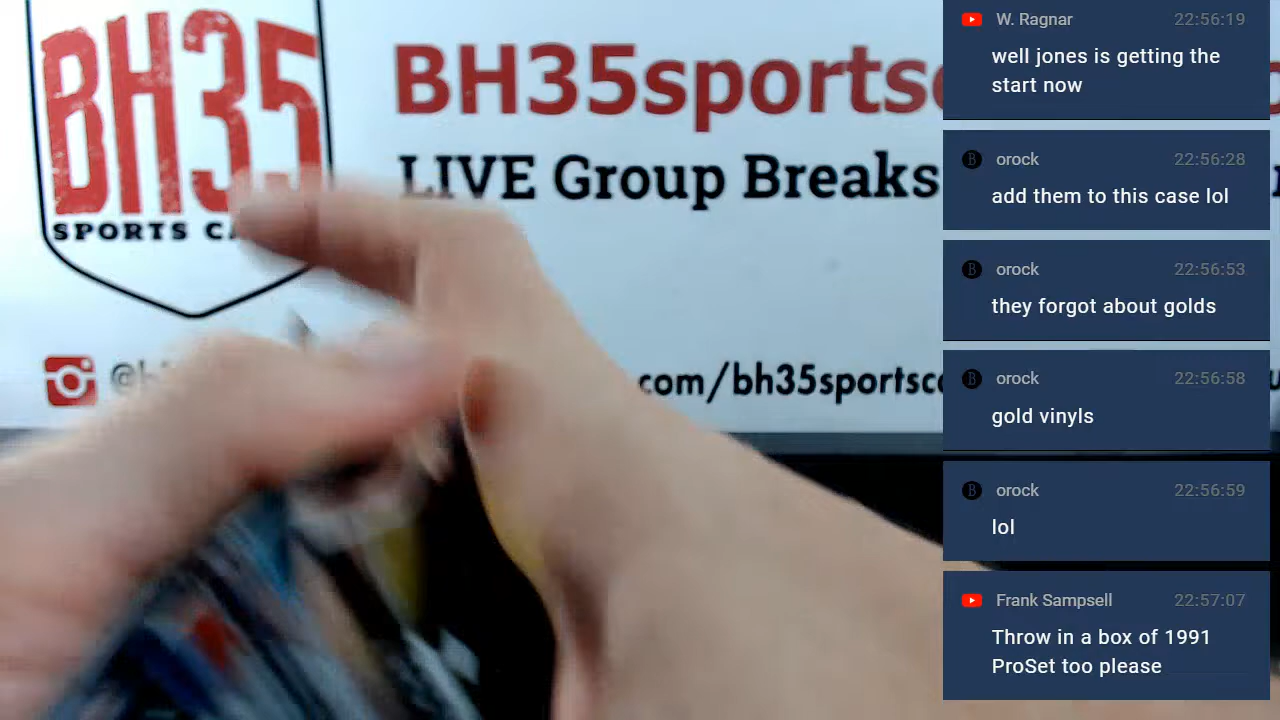 BH35
SPORTS
BH35sports
LIVE Group Breaks
.com/bh35sports
W. Ragnar 22:56:19
well jones is getting the
start now
orock 22:56:28
add them to this case lol
orock 22:56:53
they forgot about golds
orock 22:56:58
gold vinyls
orock 22:56:59
lol
Frank Sampsell 22:57:07
Throw in a box of 1991
ProSet too please